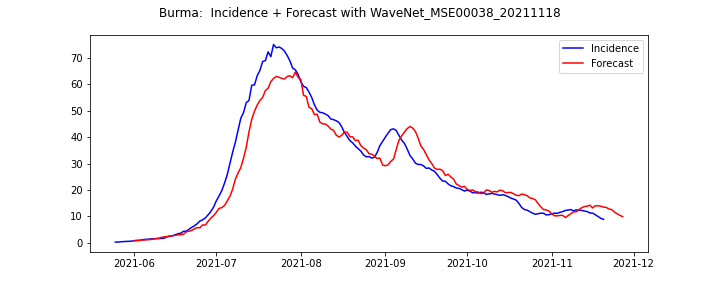 Burma:  Incidence + Forecast with WaveNet_MSE00038_20211118
Incidence
Forecast
70
60
50
40
30
20
10
0
2021-06 2021-07 2021-08 2021-09 2021-10 2021-11 2021-12